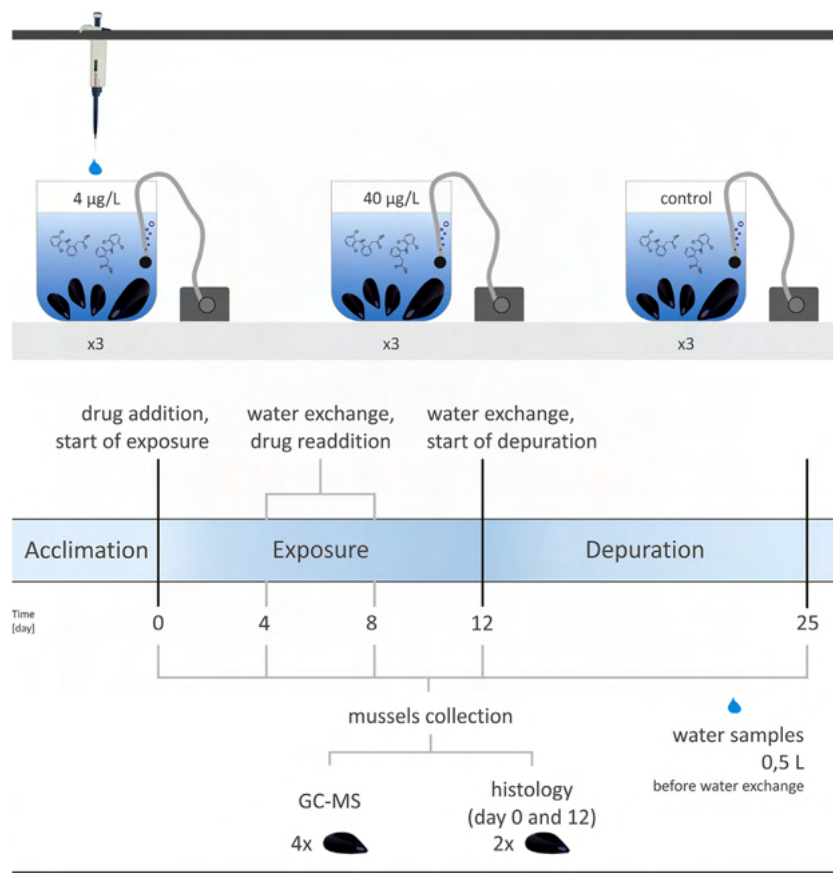 4 µg/L
40 µg/L
control
x3
x3
x3
drug addition,
start of exposure
water exchange,
drug readdition
water exchange,
start of depuration
Acclimation
Exposure
Depuration
Time
[day]
0
4
8
12
25
mussels collection
water samples
0,5 L
before water exchange
GC-MS
4x
histology
(day 0 and 12)
2x